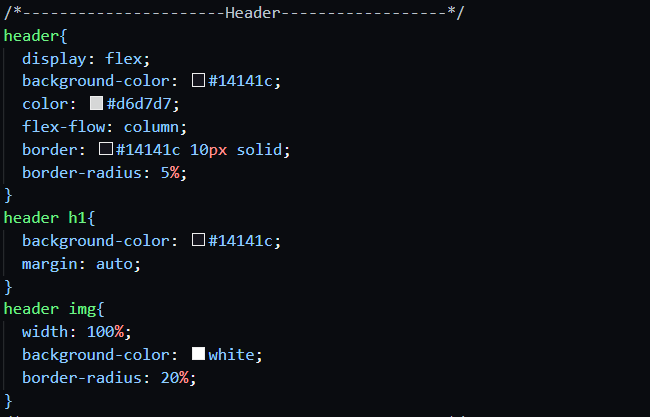 /*----------------------Header------------------*/
header{
  display: flex;
  background-color: #14141c;
  color: #d6d7d7;
  flex-flow: column;
  border: #14141c 10px solid;
  border-radius: 5%;
}
header h1{
  background-color: #14141c;
  margin: auto;
}
header img{
  width: 100%;
  background-color: white;
  border-radius: 20%;
}